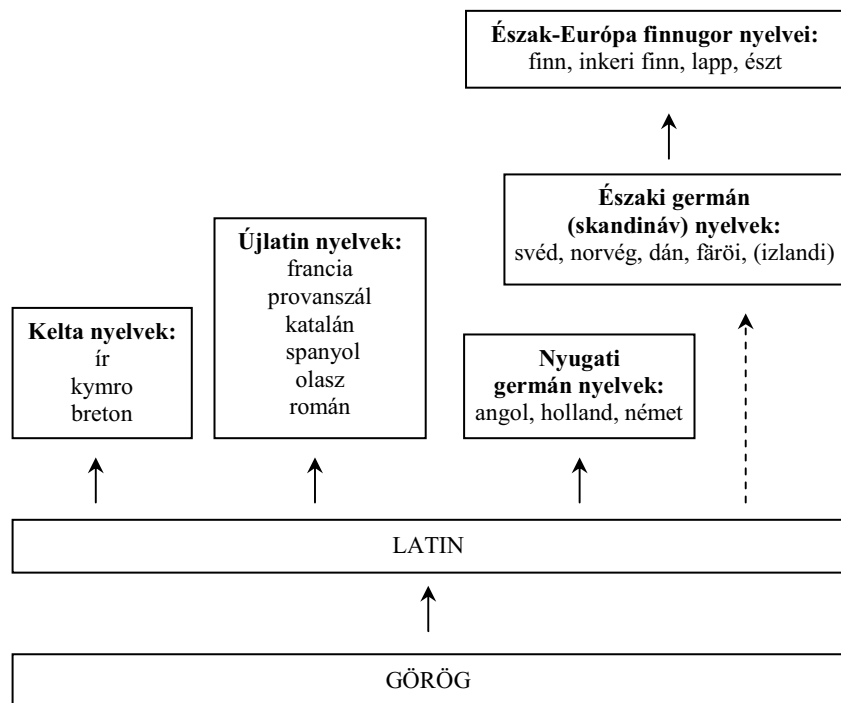 Észak-Európa finnugor nyelvei:
finn, inkeri finn, lapp, észt
Északi germán
(skandináv) nyelvek:
svéd, norvég, dán, färöi, (izlandi)
Újlatin nyelvek:
francia
provanszál
katalán
spanyol
olasz
román
Kelta nyelvek:
ír
kymro
breton
Nyugati
germán nyelvek:
angol, holland, német
LATIN
GÖRÖG